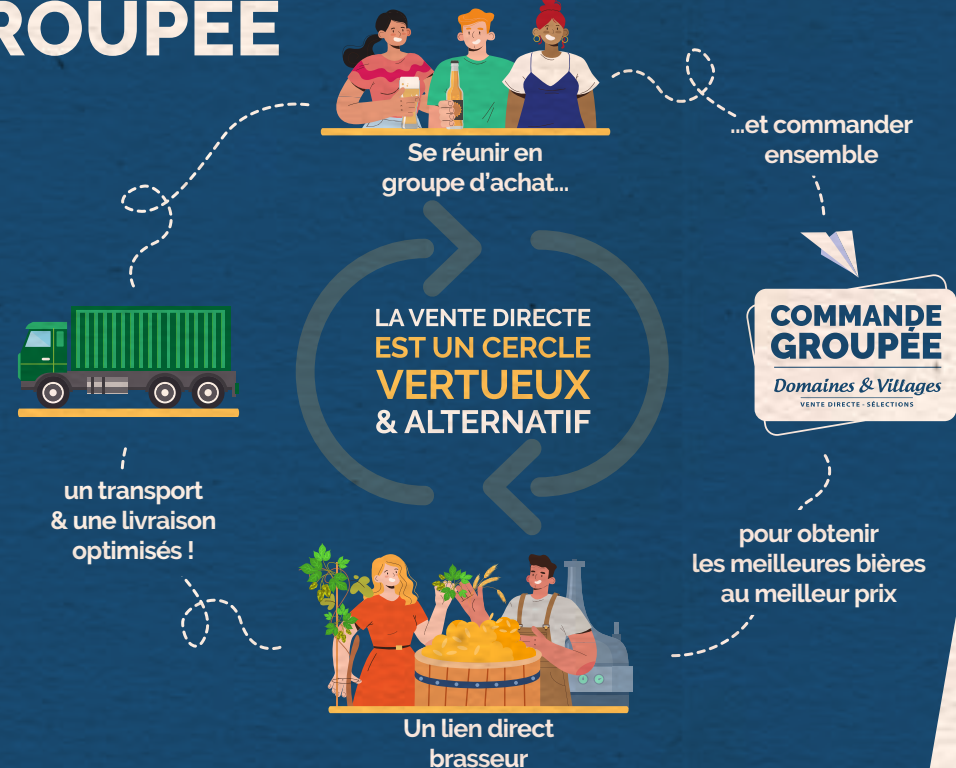 ROUPÉE
Se réunir en
groupe d'achat...
...et commander
ensemble
COMMANDE
GROUPÉE
Domaines & Villages
VENTE DIRECTE - SÉLECTIONS
LA VENTE DIRECTE
EST UN CERCLE
VERTUEUX
& ALTERNATIF
un transport
& une livraison
optimisés !
pour obtenir
les meilleures bières
au meilleur prix
Un lien direct
brasseur